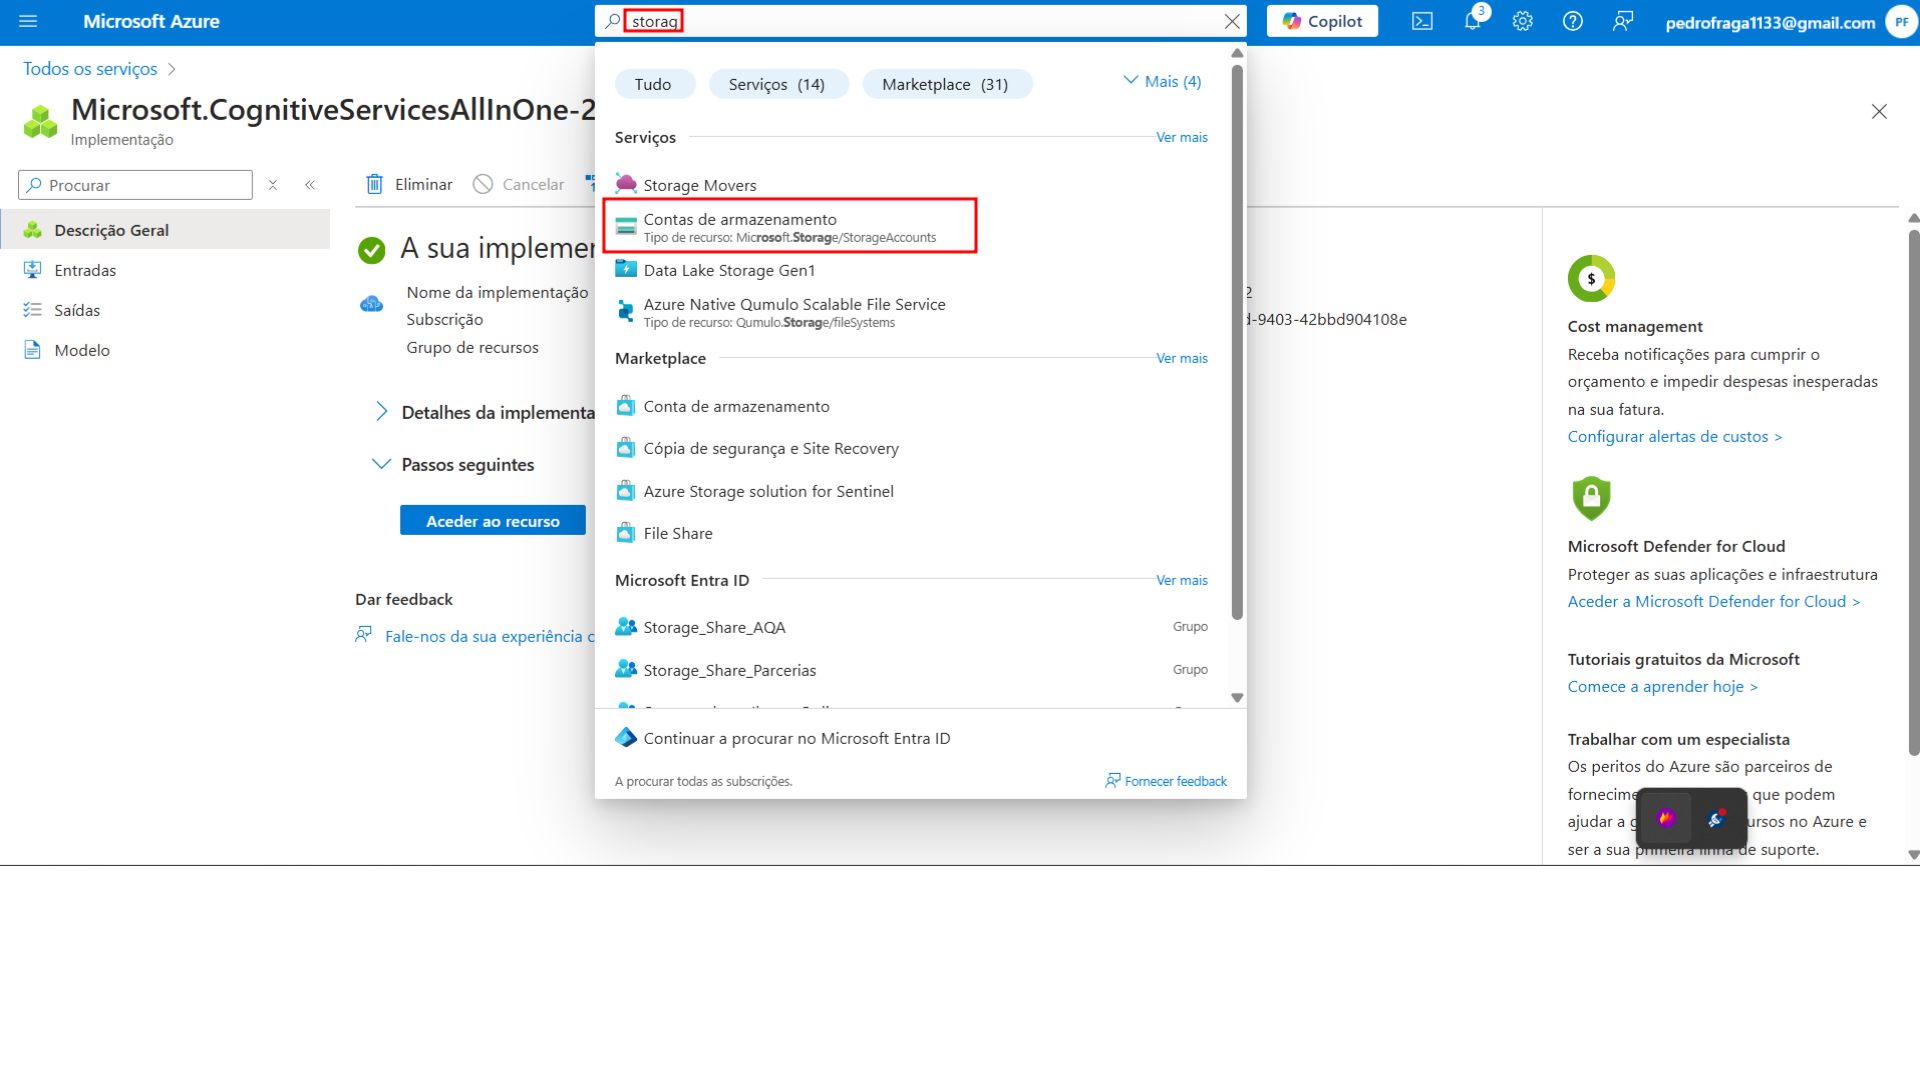 Microsoft Azure
storag
Copilot
3
pedrofraga1133@gmail.com
PF
Todos os serviços
Microsoft.CognitiveServicesAllInOne-2
Implementação
Procurar
Eliminar
Cancelar
Descrição Geral
Entradas
Saídas
Modelo
A sua implemen
Nome da implementação
Subscrição
Grupo de recursos
Detalhes da implementa
Passos seguintes
Aceder ao recurso
Dar feedback
Fale-nos da sua experiência c
Tudo
Serviços (14)
Marketplace (31)
Mais (4)
Serviços
Ver mais
Storage Movers
Contas de armazenamento
Tipo de recurso: Microsoft.Storage/StorageAccounts
Data Lake Storage Gen1
Azure Native Qumulo Scalable File Service
Tipo de recurso: Qumulo.Storage/fileSystems
Marketplace
Ver mais
Conta de armazenamento
Cópia de segurança e Site Recovery
Azure Storage solution for Sentinel
File Share
Microsoft Entra ID
Ver mais
Storage_Share_AQA
Grupo
Storage_Share_Parcerias
Grupo
Continuar a procurar no Microsoft Entra ID
A procurar todas as subscrições.
Fornecer feedback
2
d-9403-42bbd904108e
$
Cost management
Receba notificações para cumprir o
orçamento e impedir despesas inesperadas
na sua fatura.
Configurar alertas de custos >
Microsoft Defender for Cloud
Proteger as suas aplicações e infraestrutura
Aceder a Microsoft Defender for Cloud >
Tutoriais gratuitos da Microsoft
Comece a aprender hoje >
Trabalhar com um especialista
Os peritos do Azure são parceiros de
fornecime que podem
ajudar a g ursos no Azure e
ser a sua primeira linha de suporte.